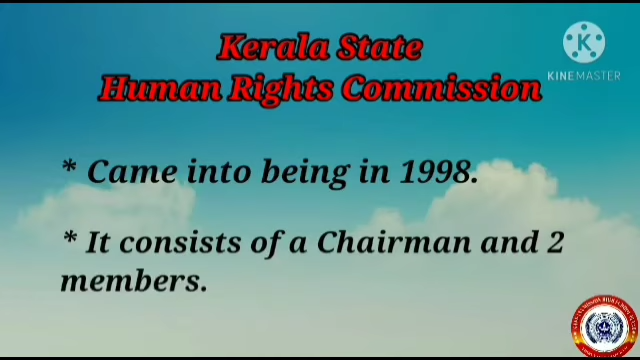 Kerala State
Human Rights Commission
KINEMASTER
* Came into being in 1998.
* It consists of a Chairman and 2
members.